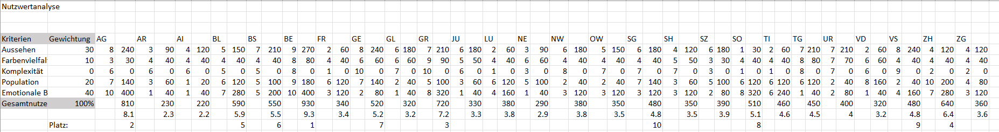 Nutzwertanalyse
Kriterien Gewichtung AG AR AI BL BS BE FR GE GL GR JU LU NE NW OW SG SH SZ SO TI TG UR VD VS ZH ZG
Aussehen 30 8 240 3 90 4 120 5 150 7 210 9 270 2 60 8 240 6 180 7 210 6 180 2 60 3 90 6 180 5 150 6 180 4 120 6 180 1 30 2 60 7 210 7 210 2 60 8 240 4 120 4 120
Farbenvielfal 10 3 30 4 40 4 40 4 40 4 40 8 80 4 40 6 60 6 60 9 90 5 50 4 40 6 60 4 40 4 40 4 40 5 50 3 30 4 40 4 40 8 80 7 70 6 60 4 40 4 40 4 40
Komplexität 0 6 0 6 0 6 0 5 0 5 0 8 0 1 0 10 0 7 0 10 0 6 0 1 0 3 0 8 0 7 0 7 0 7 0 3 0 1 0 1 0 8 0 7 0 6 0 9 0 2 0 2 0
Population 20 7 140 3 60 1 20 6 120 5 100 9 180 6 120 7 140 2 40 5 100 3 60 6 120 5 100 2 40 2 40 7 140 3 60 5 100 6 120 6 120 6 120 2 40 8 160 2 40 10 200 4 80
Emotionale B 40 10 400 1 40 1 40 7 280 5 200 10 400 3 120 2 80 1 40 8 320 1 40 4 160 1 40 3 120 3 120 3 120 3 120 2 80 8 320 6 240 1 40 2 80 1 40 4 160 7 280 3 120
Gesamtnutze 100% 810 230 220 590 550 930 340 520 320 720 330 380 290 380 350 480 350 390 510 460 450 400 320 480 640 360
8.1 2.3 2.2 5.9 5.5 9.3 3.4 5.2 3.2 7.2 3.3 3.8 2.9 3.8 3.5 4.8 3.5 3.9 5.1 4.6 4.5 4 3.2 4.8 6.4 3.6
Platz: 2 5 6 1 7 3 10 8 9 4